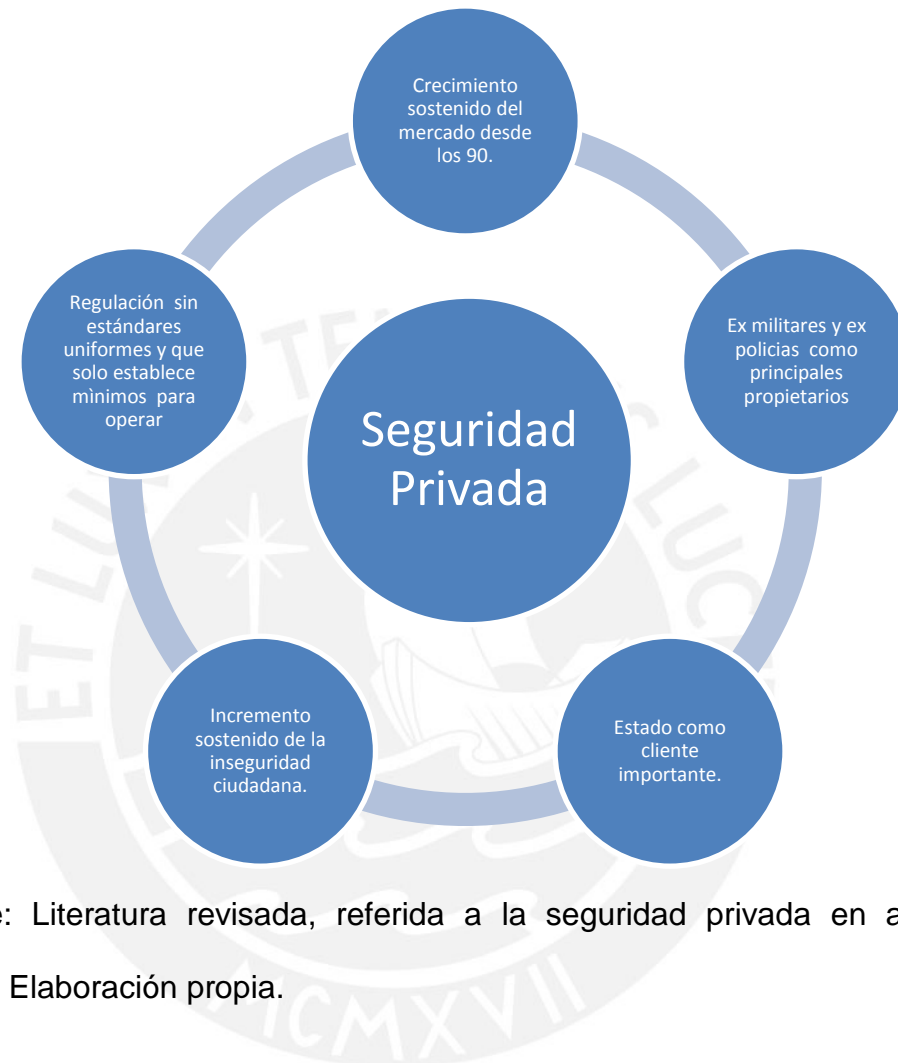 Crecimiento
sostenido del
mercado desde
los 90.
Regulación sin
estándares
uniformes y que
solo establece
mìnimos para
operar
Ex militares y ex
policias como
principales
propietarios
Seguridad
Privada
Incremento
sostenido de la
inseguridad
ciudadana.
Estado como
cliente
importante.
e: Literatura revisada, referida a la seguridad privada en a
Elaboración propia.
ET
MCMXVII